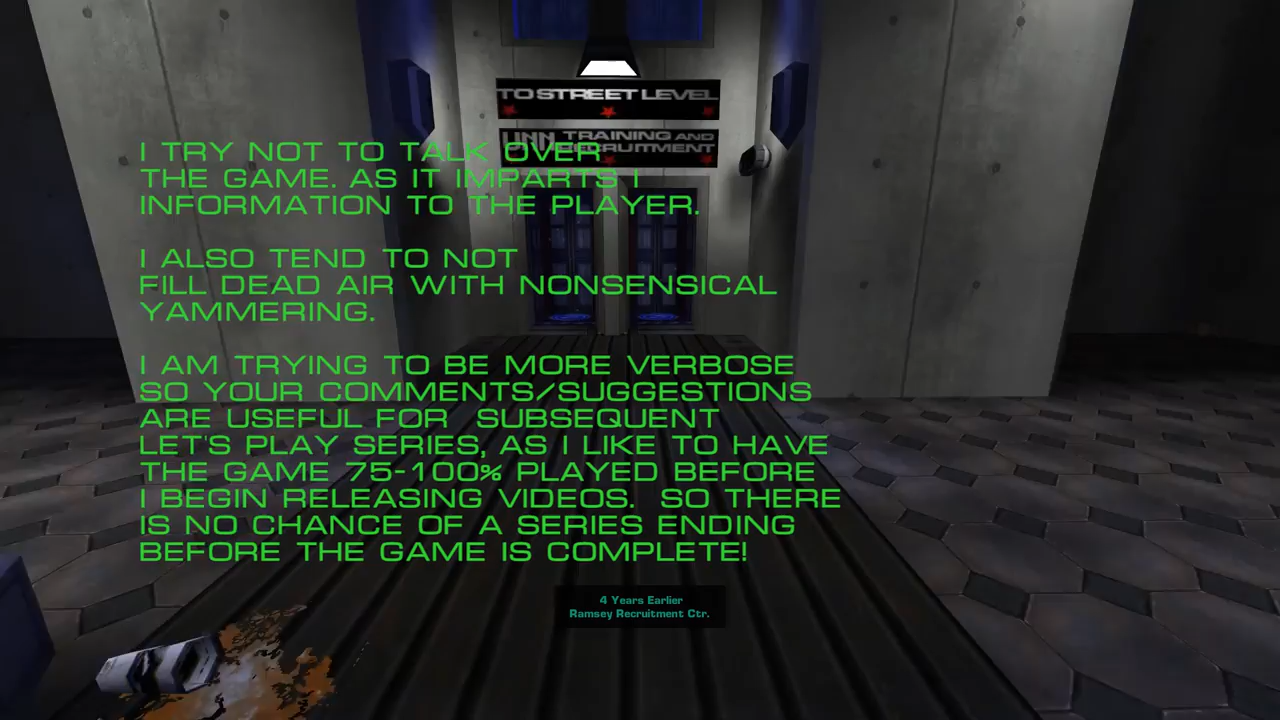 TO STREET LEVEL
UNN TRAINING AND
RECRUITMENT
I TRY NOT TO TALK OVER
THE GAME. AS IT IMPARTS I
INFORMATION TO THE PLAYER.
I ALSO TEND TO NOT
FILL DEAD AIR WITH NONSENSICAL
YAMMERING.
I AM TRYING TO BE MORE VERBOSE
SO YOUR COMMENTS/SUGGESTIONS
ARE USEFUL FOR SUBSEQUENT
LET'S PLAY SERIES, AS I LIKE TO HAVE
THE GAME 75-100% PLAYED BEFORE
I BEGIN RELEASING VIDEOS. SO THERE
IS NO CHANCE OF A SERIES ENDING
BEFORE THE GAME IS COMPLETE!
4 Years Earlier
Ramsey Recruitment Ctr.